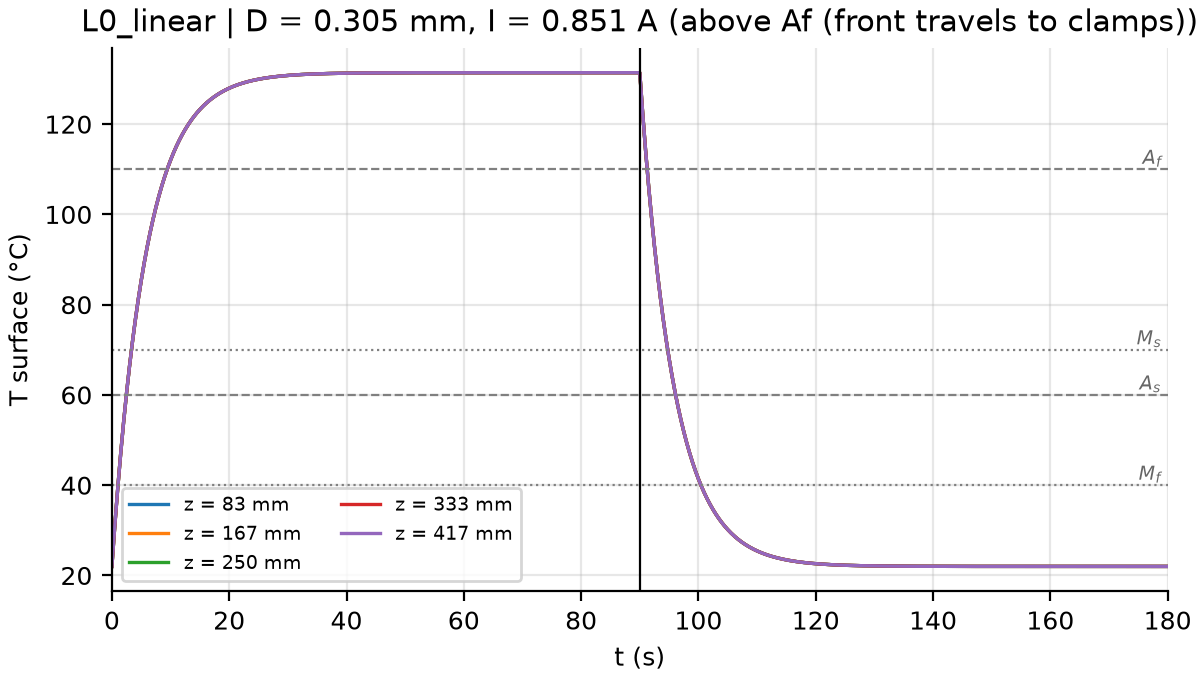 L0_linear | D = 0.305 mm, I = 0.851 A (above Af (front travels to clamps))
T surface (°C)
120
100
80
60
40
20
A_f
M_s
A_s
M_f
z = 83 mm
z = 167 mm
z = 250 mm
z = 333 mm
z = 417 mm
0 20 40 60 80 100 120 140 160 180
t (s)